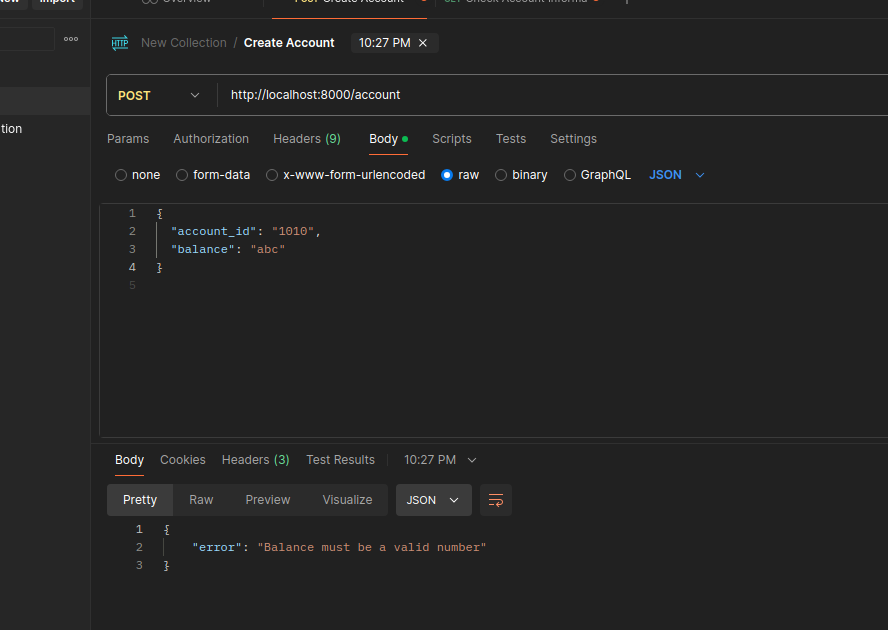 Import
Overview
POST Create Account
GET Check Account Informa
New Collection / Create Account 10:27 PM
tion
POST http://localhost:8000/account
Params Authorization Headers (9) Body Scripts Tests Settings
none form-data x-www-form-urlencoded raw binary GraphQL JSON
1 {
2 "account_id": "1010",
3 "balance": "abc"
4 }
5
Body Cookies Headers (3) Test Results 10:27 PM
Pretty Raw Preview Visualize JSON
1 {
2 "error": "Balance must be a valid number"
3 }